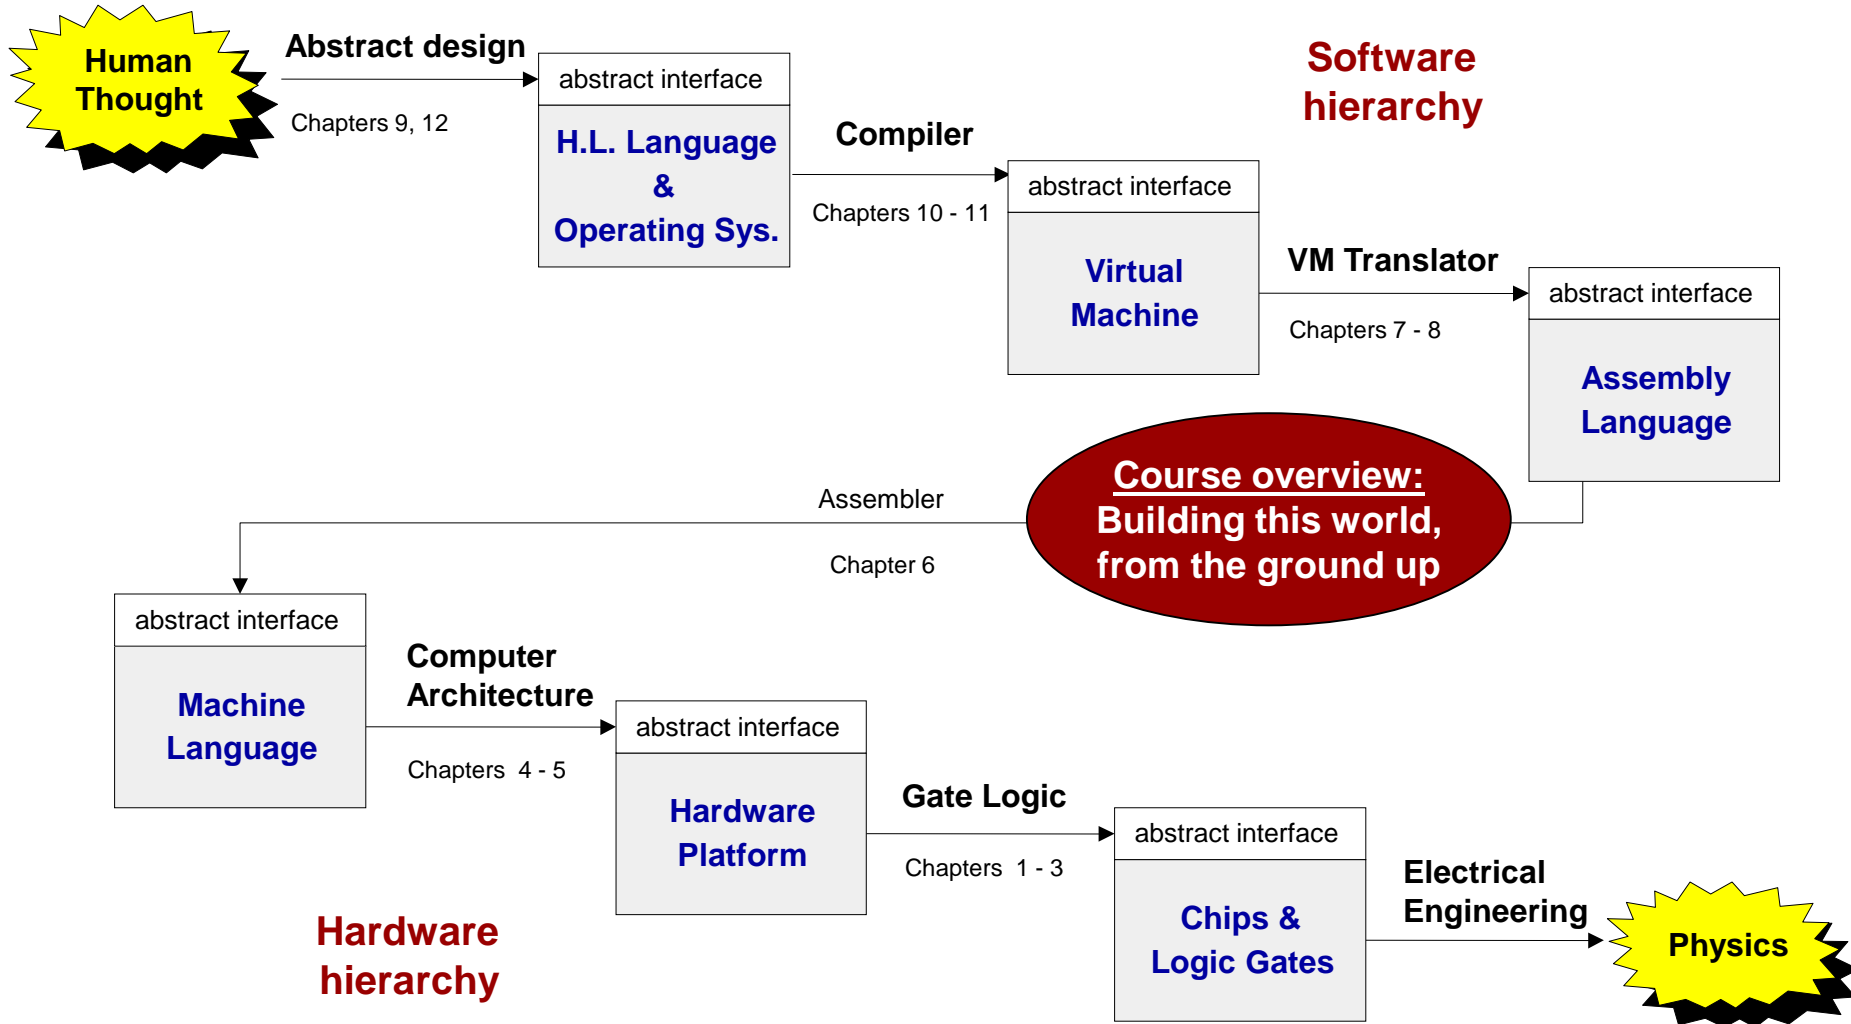 Human
Thought
Abstract design
Chapters 9, 12
abstract interface
H.L. Language
&
Operating Sys.
Compiler
Chapters 10 - 11
Software
hierarchy
abstract interface
Virtual
Machine
VM Translator
Chapters 7 - 8
abstract interface
Assembly
Language
Course overview:
Building this world,
from the ground up
Assembler
Chapter 6
abstract interface
Machine
Language
Computer
Architecture
Chapters 4 - 5
abstract interface
Hardware
Platform
Gate Logic
Chapters 1 - 3
abstract interface
Chips &
Logic Gates
Electrical
Engineering
Physics
Hardware
hierarchy